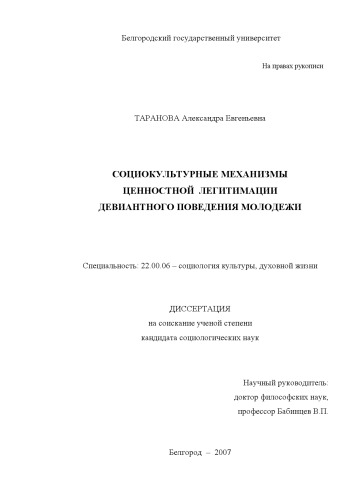 Белгородский государственный университет
На правах рукописи
ТАРАНОВА Александра Евгеньевна
СОЦИОКУЛЬТУРНЫЕ МЕХАНИЗМЫ
ЦЕННОСТНОЙ ЛЕГИТИМАЦИИ
ДЕВИАНТНОГО ПОВЕДЕНИЯ МОЛОДЕЖИ
Специальность: 22.00.06 – социология культуры, духовной жизни
ДИССЕРТАЦИЯ
на соискание ученой степени
кандидата социологических наук
Научный руководитель:
доктор философских наук,
профессор Бабинцев В.П.
Белгород – 2007